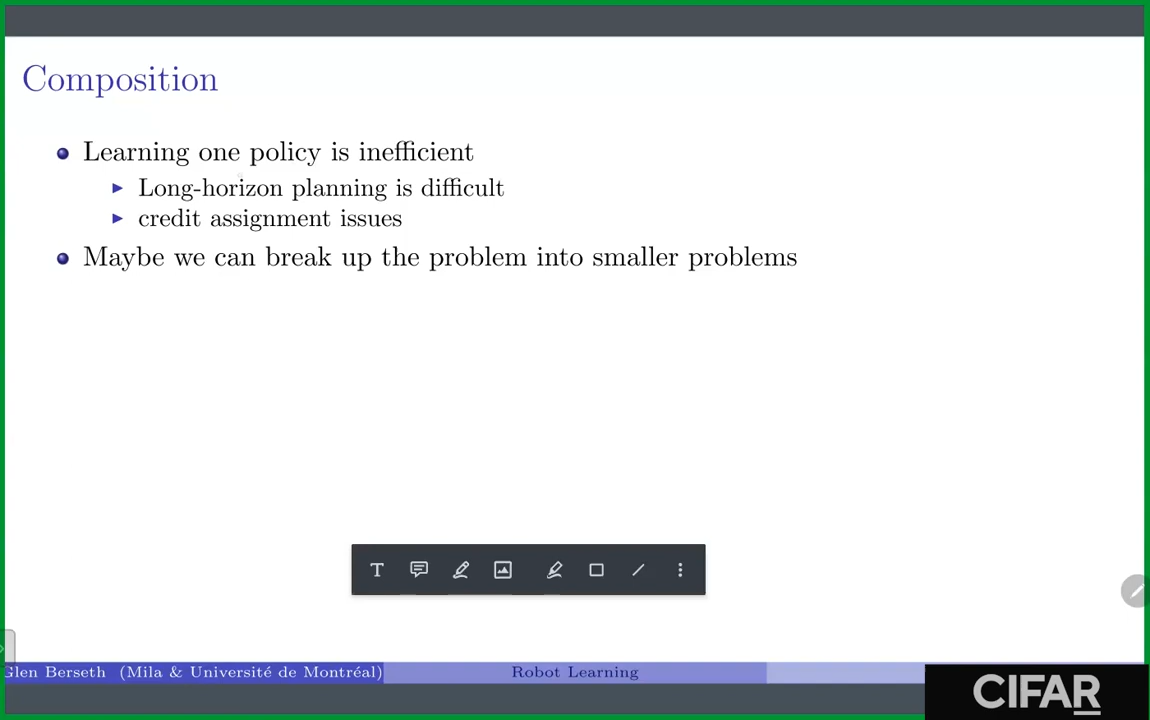 Composition
Learning one policy is inefficient
Long-horizon planning is difficult
credit assignment issues
Maybe we can break up the problem into smaller problems
T
Glen Berseth (Mila & Université de Montréal)
Robot Learning
CIFAR